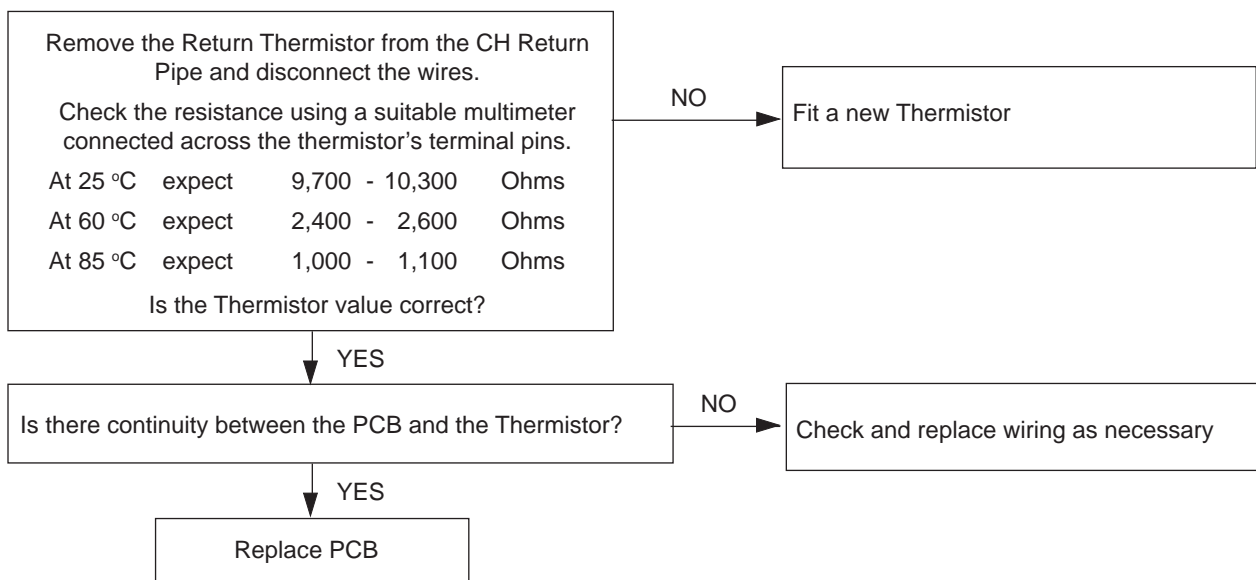 Remove the Return Thermistor from the CH Return
Pipe and disconnect the wires.
Check the resistance using a suitable multimeter
connected across the thermistor's terminal pins.
At 25 ºC expect 9,700 - 10,300 Ohms
At 60 ºC expect 2,400 - 2,600 Ohms
At 85 ºC expect 1,000 - 1,100 Ohms
Is the Thermistor value correct?
NO
Fit a new Thermistor
YES
Is there continuity between the PCB and the Thermistor?
NO
Check and replace wiring as necessary
YES
Replace PCB